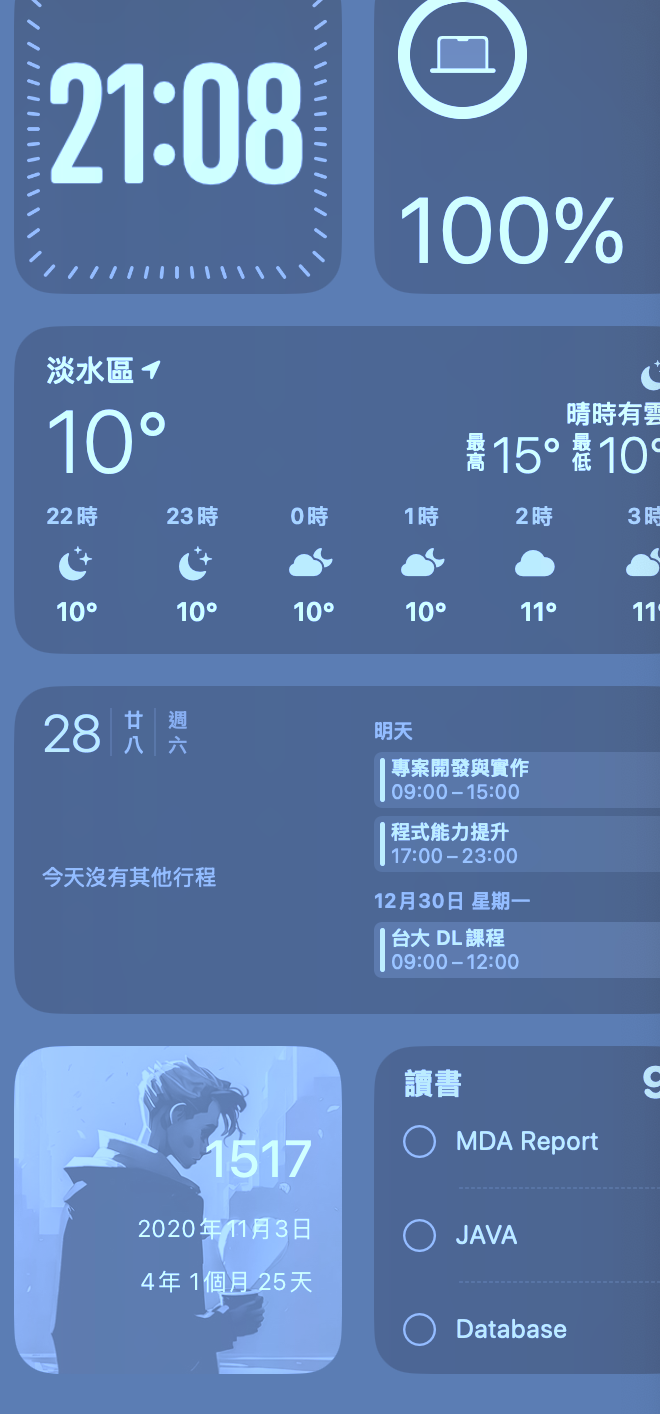 21:08
100%
淡水區
10°
晴時有雲
最高 15° 最低 10°
22時 23時 0時 1時 2時 3時
10° 10° 10° 10° 11° 11°
28 廿八 週六
今天沒有其他行程
明天
專案開發與實作
09:00 – 15:00
程式能力提升
17:00 – 23:00
12月30日 星期一
台大 DL 課程
09:00 – 12:00
1517
2020年11月3日
4年 1個月 25天
讀書 9
MDA Report
JAVA
Database